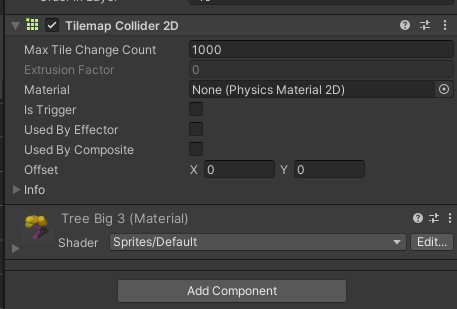 Tilemap Collider 2D
Max Tile Change Count 1000
Extrusion Factor 0
Material None (Physics Material 2D)
Is Trigger
Used By Effector
Used By Composite
Offset X 0 Y 0
Info
Tree Big 3 (Material)
Shader Sprites/Default Edit...
Add Component